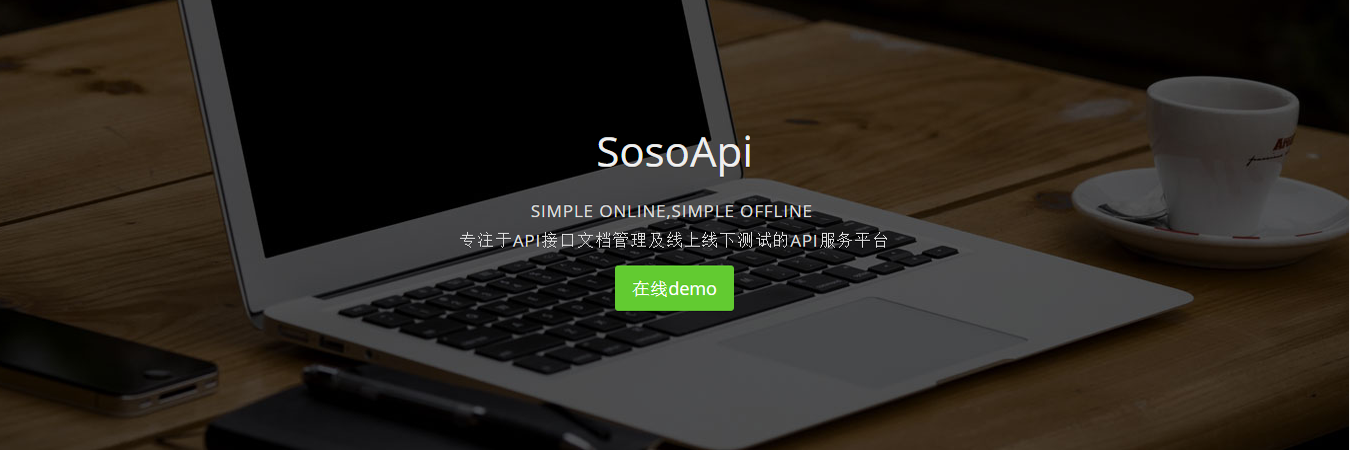 SosoApi
SIMPLE ONLINE,SIMPLE OFFLINE
专注于API接口文档管理及线上线下测试的API服务平台
在线demo